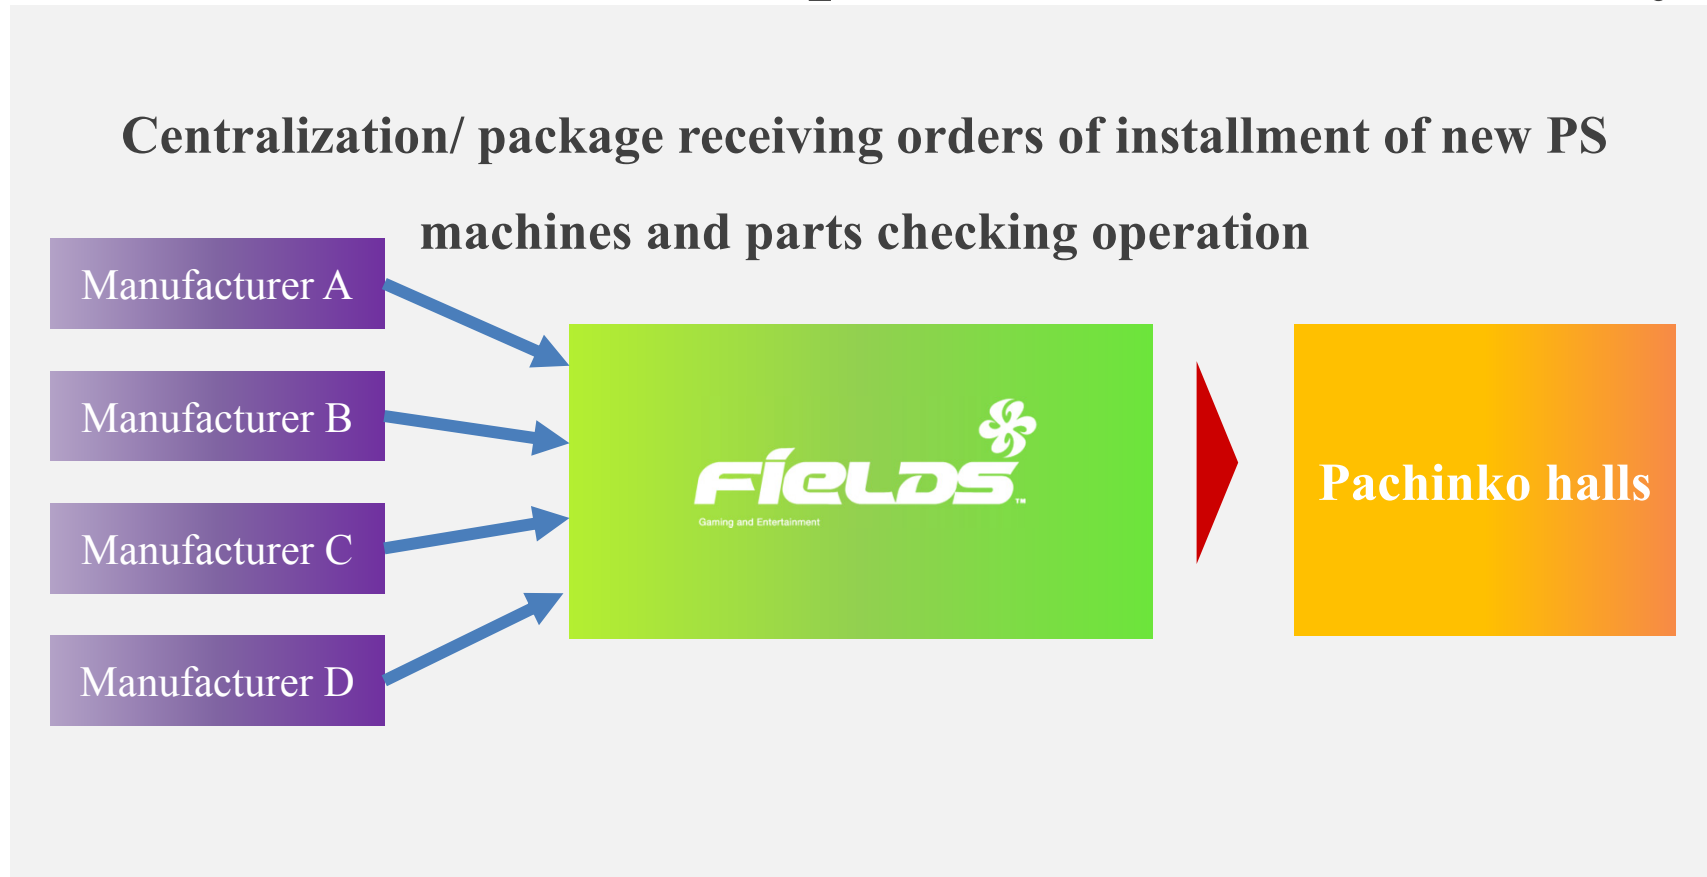 Centralization/ package receiving orders of installment of new PS
machines and parts checking operation
Manufacturer A
Manufacturer B
Manufacturer C
Manufacturer D
FIELDS™
Gaming and Entertainment
Pachinko halls